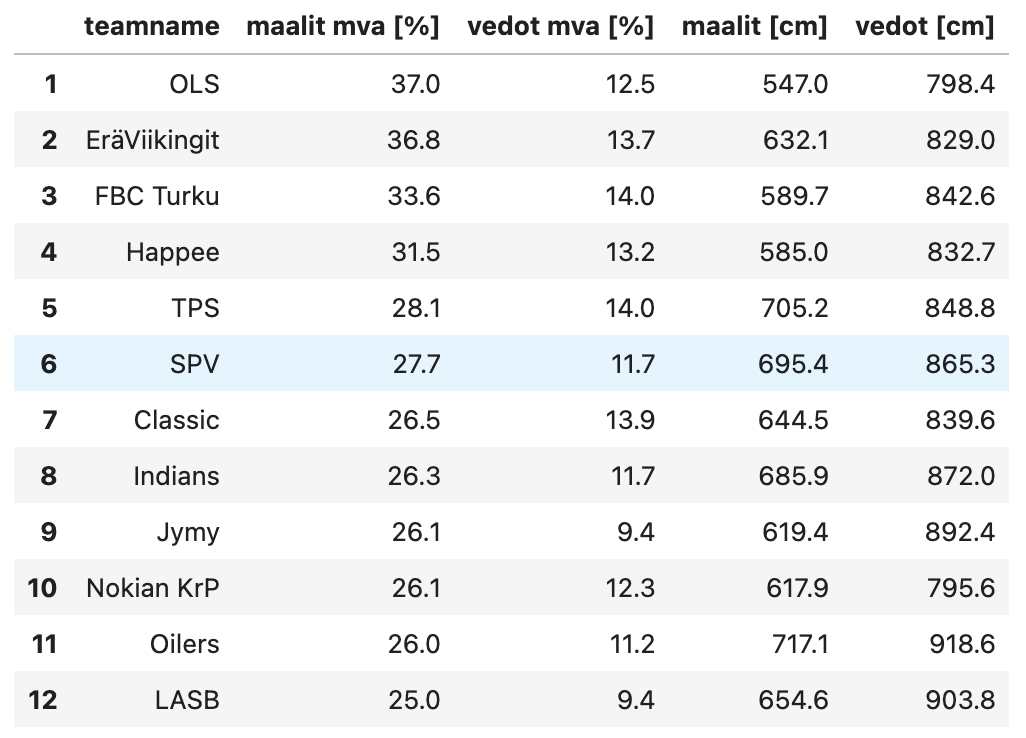 teamname maalit mva [%] vedot mva [%] maalit [cm] vedot [cm]
1 OLS 37.0 12.5 547.0 798.4
2 EräViikingit 36.8 13.7 632.1 829.0
3 FBC Turku 33.6 14.0 589.7 842.6
4 Happee 31.5 13.2 585.0 832.7
5 TPS 28.1 14.0 705.2 848.8
6 SPV 27.7 11.7 695.4 865.3
7 Classic 26.5 13.9 644.5 839.6
8 Indians 26.3 11.7 685.9 872.0
9 Jymy 26.1 9.4 619.4 892.4
10 Nokian KrP 26.1 12.3 617.9 795.6
11 Oilers 26.0 11.2 717.1 918.6
12 LASB 25.0 9.4 654.6 903.8